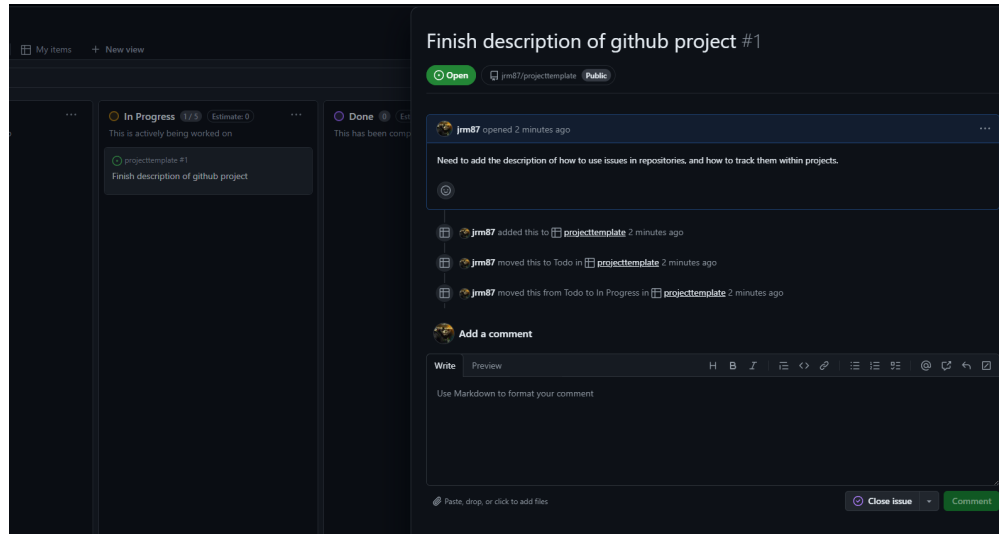 My items
+ New view
In Progress 1 / 5 Estimate: 0
This is actively being worked on
projecttemplate #1
Finish description of github project
Done 0
This has been comp
Finish description of github project #1
Open
jrm87/projecttemplate Public
jrm87 opened 2 minutes ago
Need to add the description of how to use issues in repositories, and how to track them within projects.
jrm87 added this to projecttemplate 2 minutes ago
jrm87 moved this to Todo in projecttemplate 2 minutes ago
jrm87 moved this from Todo to In Progress in projecttemplate 2 minutes ago
Add a comment
Write Preview
H B I
Use Markdown to format your comment
Paste, drop, or click to add files
Close issue
Comment